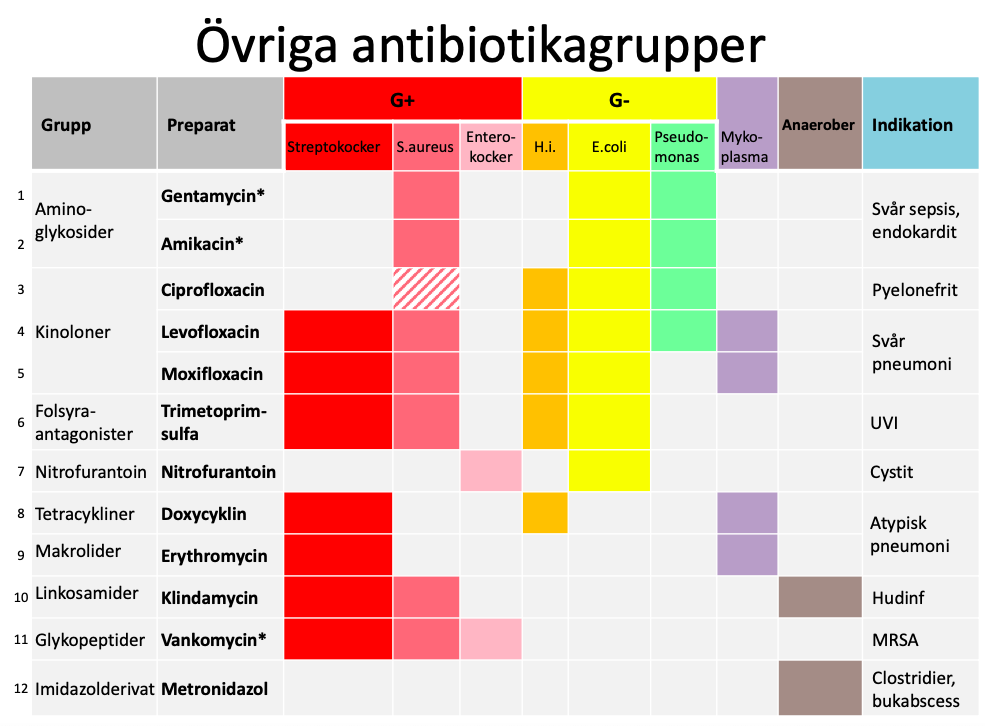 Övriga antibiotikagrupper
Grupp Preparat G+ G- Myko-
plasma Anaerober Indikation
Streptokocker S.aureus Entero-
kocker H.i. E.coli Pseudo-
monas
1 Amino-
glykosider Gentamycin* Svår sepsis,
endokardit
2 Amikacin*
3 Kinoloner Ciprofloxacin Pyelonefrit
4 Levofloxacin Svår
pneumoni
5 Moxifloxacin
6 Folsyra-
antagonister Trimetoprim-
sulfa UVI
7 Nitrofurantoin Nitrofurantoin Cystit
8 Tetracykliner Doxycyklin Atypisk
pneumoni
9 Makrolider Erythromycin
10 Linkosamider Klindamycin Hudinf
11 Glykopeptider Vankomycin* MRSA
12 Imidazolderivat Metronidazol Clostridier,
bukabscess